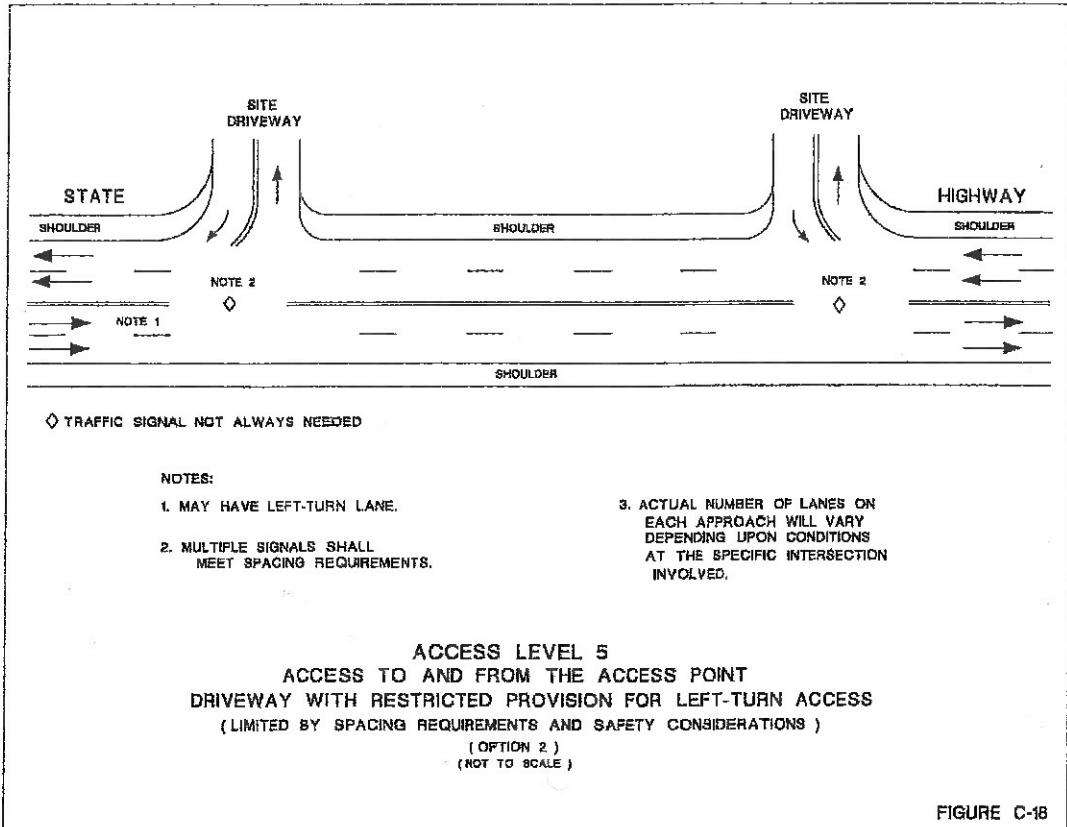 SITE
DRIVEWAY
SITE
DRIVEWAY
STATE
HIGHWAY
SHOULDER
SHOULDER
SHOULDER
NOTE 2
NOTE 2
NOTE 1
SHOULDER
◇ TRAFFIC SIGNAL NOT ALWAYS NEEDED
NOTES:
1. MAY HAVE LEFT-TURN LANE.
2. MULTIPLE SIGNALS SHALL
MEET SPACING REQUIREMENTS.
3. ACTUAL NUMBER OF LANES ON
EACH APPROACH WILL VARY
DEPENDING UPON CONDITIONS
AT THE SPECIFIC INTERSECTION
INVOLVED.
ACCESS LEVEL 5
ACCESS TO AND FROM THE ACCESS POINT
DRIVEWAY WITH RESTRICTED PROVISION FOR LEFT-TURN ACCESS
( LIMITED BY SPACING REQUIREMENTS AND SAFETY CONSIDERATIONS )
( OPTION 2 )
( NOT TO SCALE )
FIGURE C-18